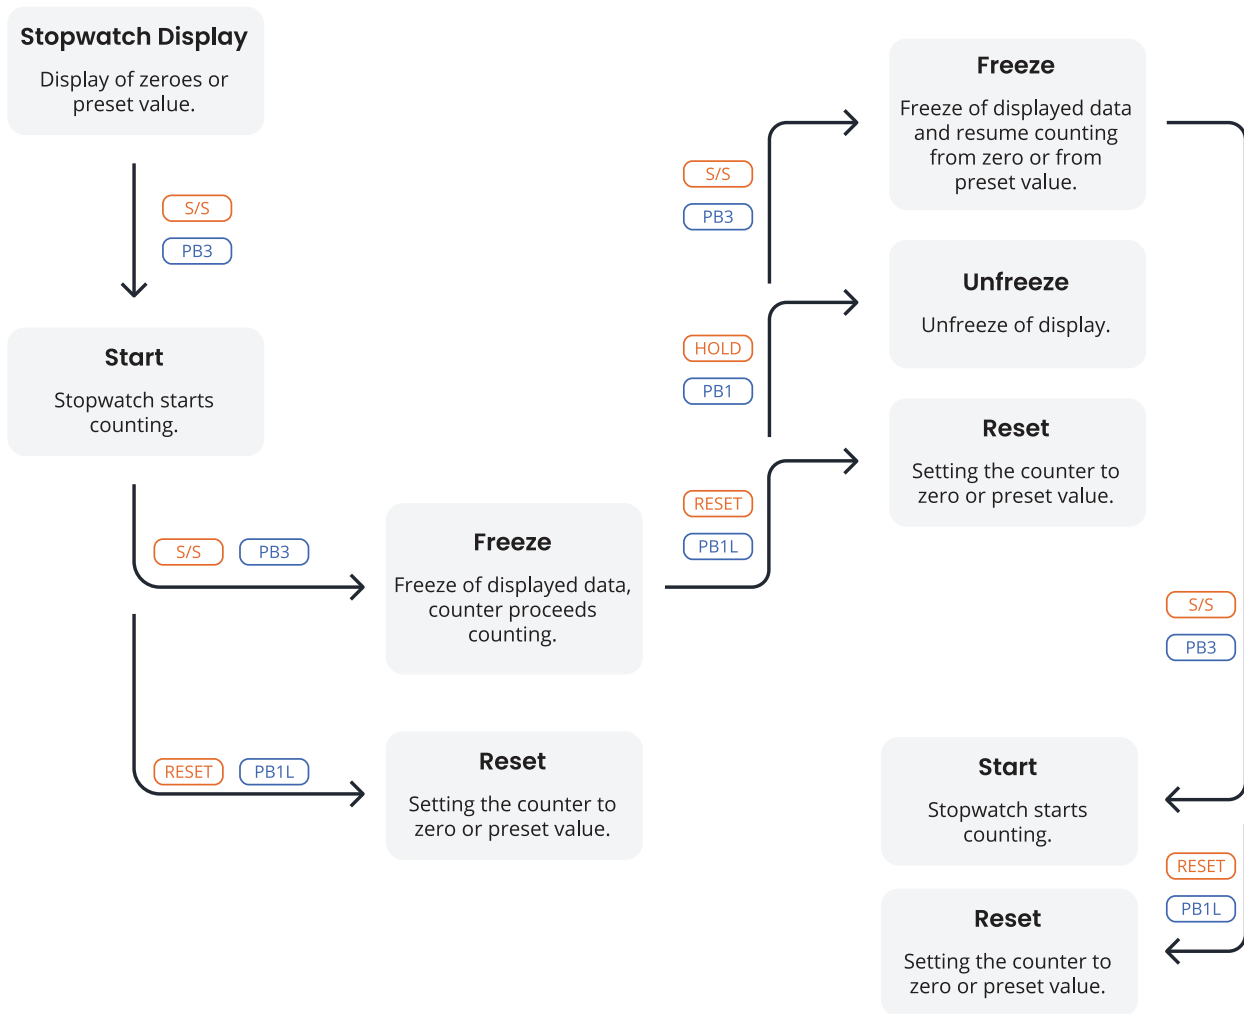 Stopwatch Display
Display of zeroes or
preset value.
S/S
PB3
Start
Stopwatch starts
counting.
S/S PB3
RESET PB1L
Freeze
Freeze of displayed data,
counter proceeds
counting.
Reset
Setting the counter to
zero or preset value.
S/S
PB3
HOLD
PB1
RESET
PB1L
Freeze
Freeze of displayed data
and resume counting
from zero or from
preset value.
Unfreeze
Unfreeze of display.
Reset
Setting the counter to
zero or preset value.
S/S
PB3
Start
Stopwatch starts
counting.
RESET
PB1L
Reset
Setting the counter to
zero or preset value.